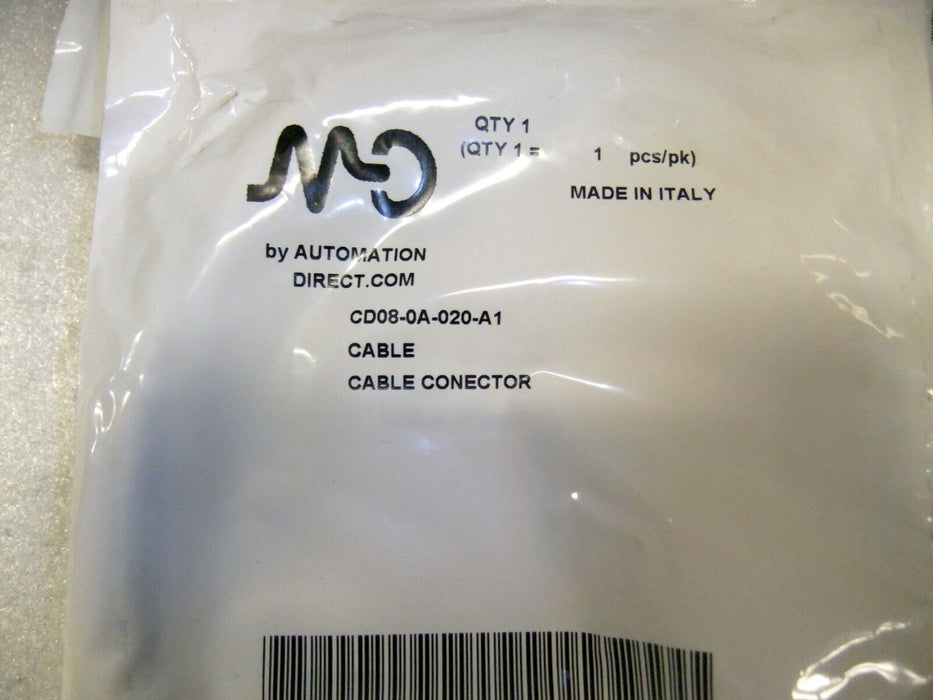 QTY 1
(QTY 1 = 1 pcs/pk)
MADE IN ITALY
by AUTOMATION
DIRECT.COM
CD08-0A-020-A1
CABLE
CABLE CONECTOR